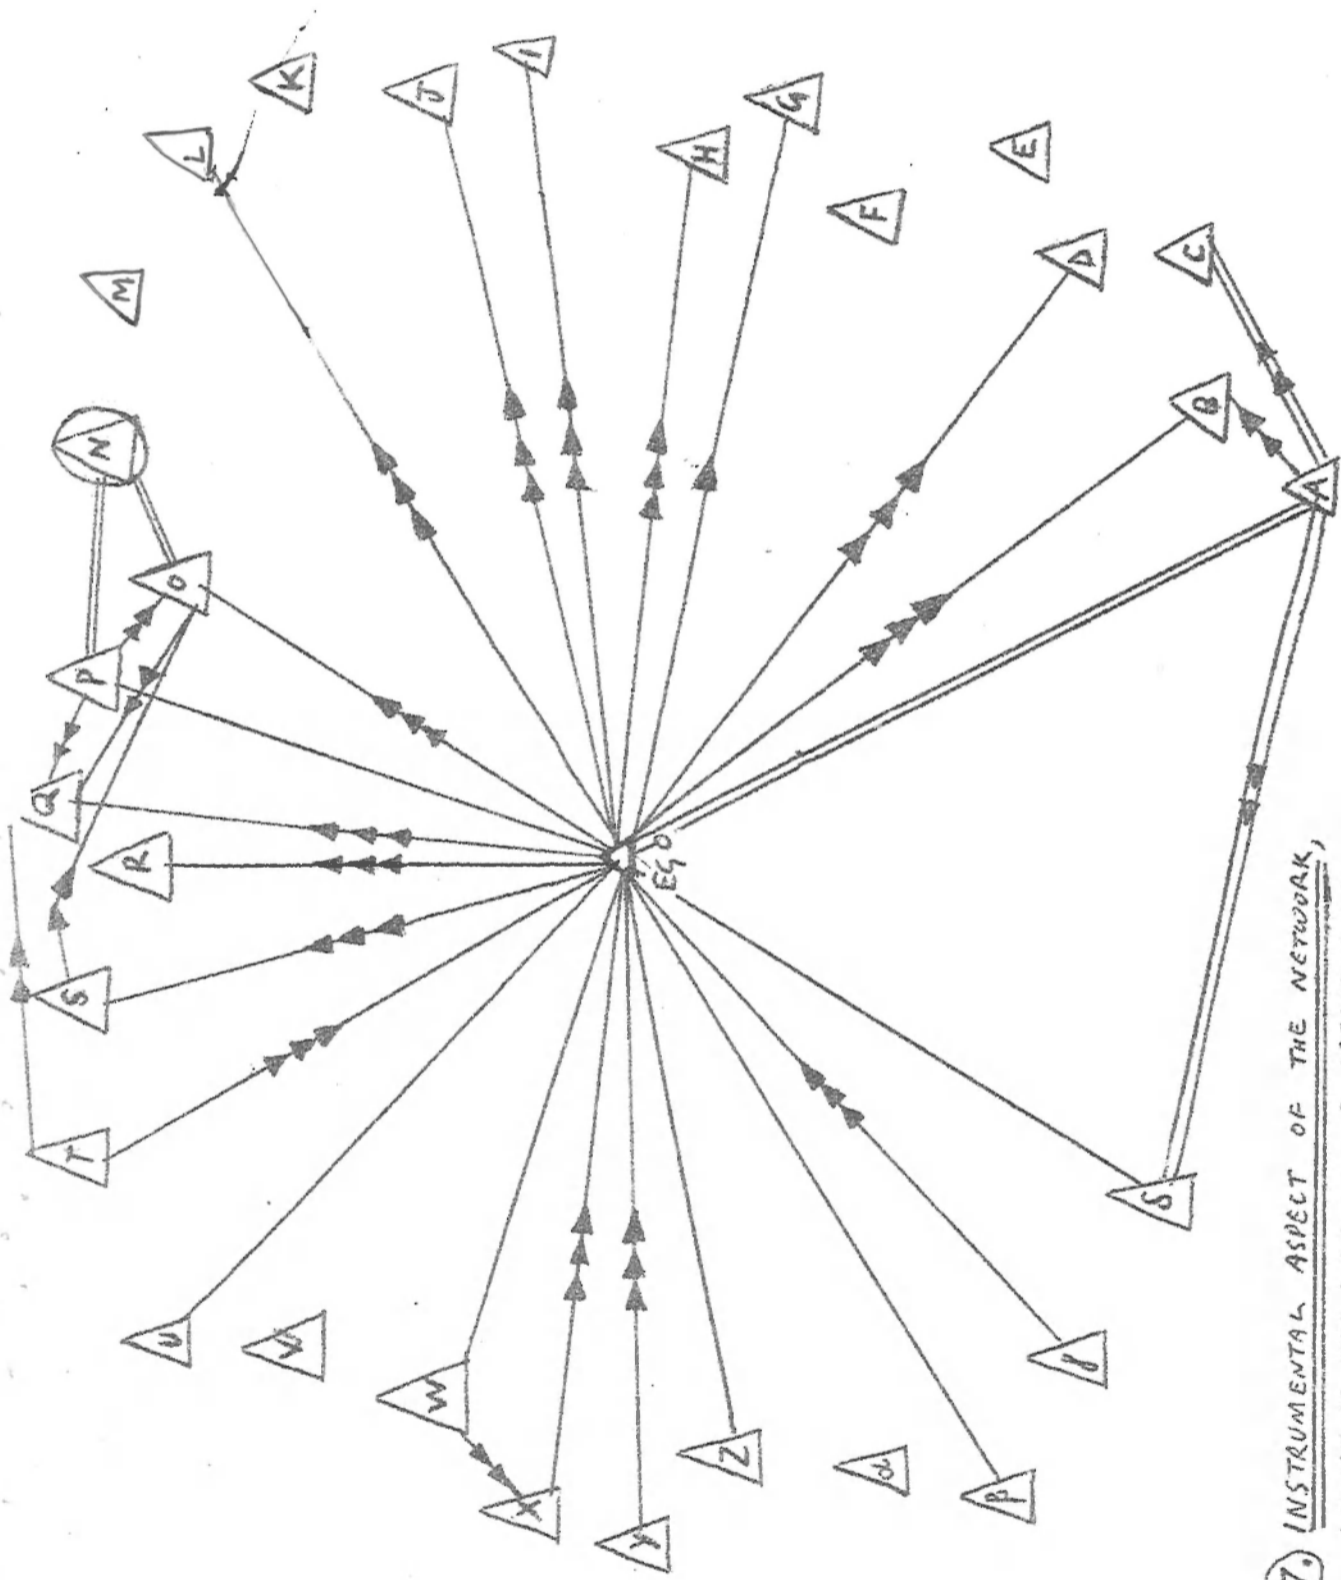 A
B
C
D
E
F
G
H
I
J
K
L
M
N
O
P
Q
R
S
T
U
V
W
X
Y
Z
α
β
γ
δ
EGO
7.) INSTRUMENTAL ASPECT OF THE NETWORK,